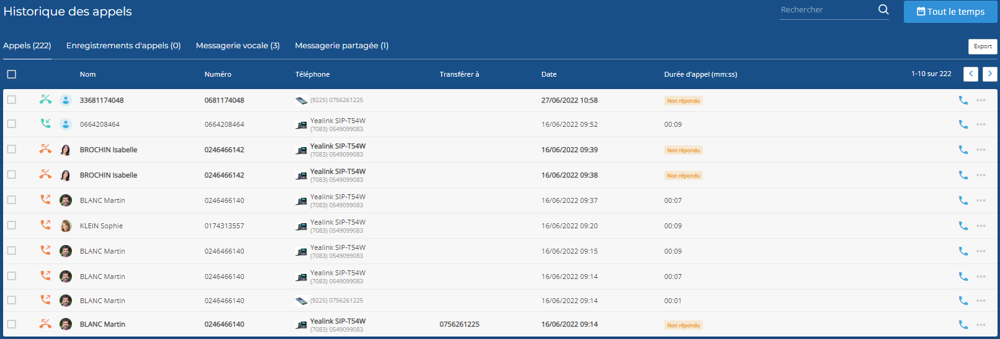 Historique des appels
Rechercher
Tout le temps
Appels (222) Enregistrements d'appels (0) Messagerie vocale (3) Messagerie partagée (1)
Export
Nom Numéro Téléphone Transférer à Date Durée d'appel (mm:ss) 1-10 sur 222
33681174048 0681174048 (9225) 0756261225 27/06/2022 10:58 Non répondu
0664208464 0664208464 Yealink SIP-T54W 16/06/2022 09:52 00:09
(7083) 0549099083
BROCHIN Isabelle 0246466142 Yealink SIP-T54W 16/06/2022 09:39 Non répondu
(7083) 0549099083
BROCHIN Isabelle 0246466142 Yealink SIP-T54W 16/06/2022 09:38 Non répondu
(7083) 0549099083
BLANC Martin 0246466140 Yealink SIP-T54W 16/06/2022 09:37 00:07
(7083) 0549099083
KLEIN Sophie 0174313557 Yealink SIP-T54W 16/06/2022 09:20 00:09
(7083) 0549099083
BLANC Martin 0246466140 Yealink SIP-T54W 16/06/2022 09:15 00:09
(7083) 0549099083
BLANC Martin 0246466140 Yealink SIP-T54W 16/06/2022 09:14 00:07
(7083) 0549099083
BLANC Martin 0246466140 (9225) 0756261225 16/06/2022 09:14 00:01
BLANC Martin 0246466140 Yealink SIP-T54W 0756261225 16/06/2022 09:14 Non répondu
(7083) 0549099083